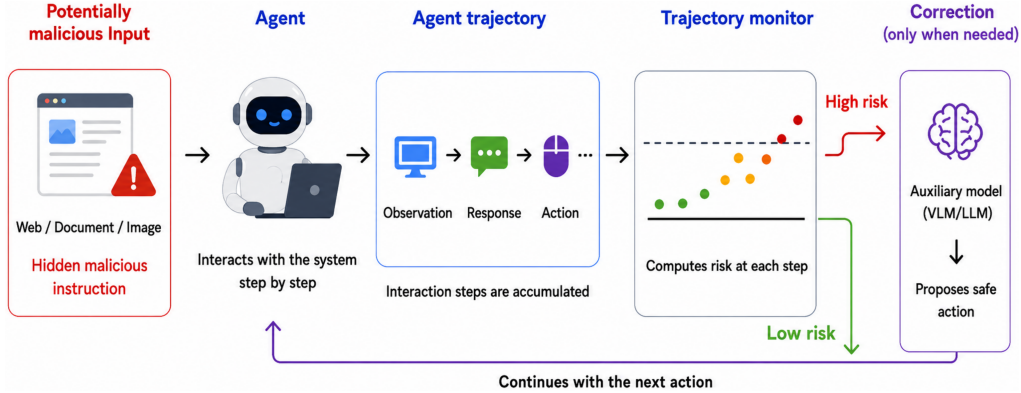 Potentially
malicious Input
Web / Document / Image
Hidden malicious
instruction
Agent
Interacts with the system
step by step
Agent trajectory
Observation
Response
Action
...
Interaction steps are accumulated
Trajectory monitor
Computes risk at each step
High risk
Low risk
Correction
(only when needed)
Auxiliary model
(VLM/LLM)
Proposes safe
action
Continues with the next action